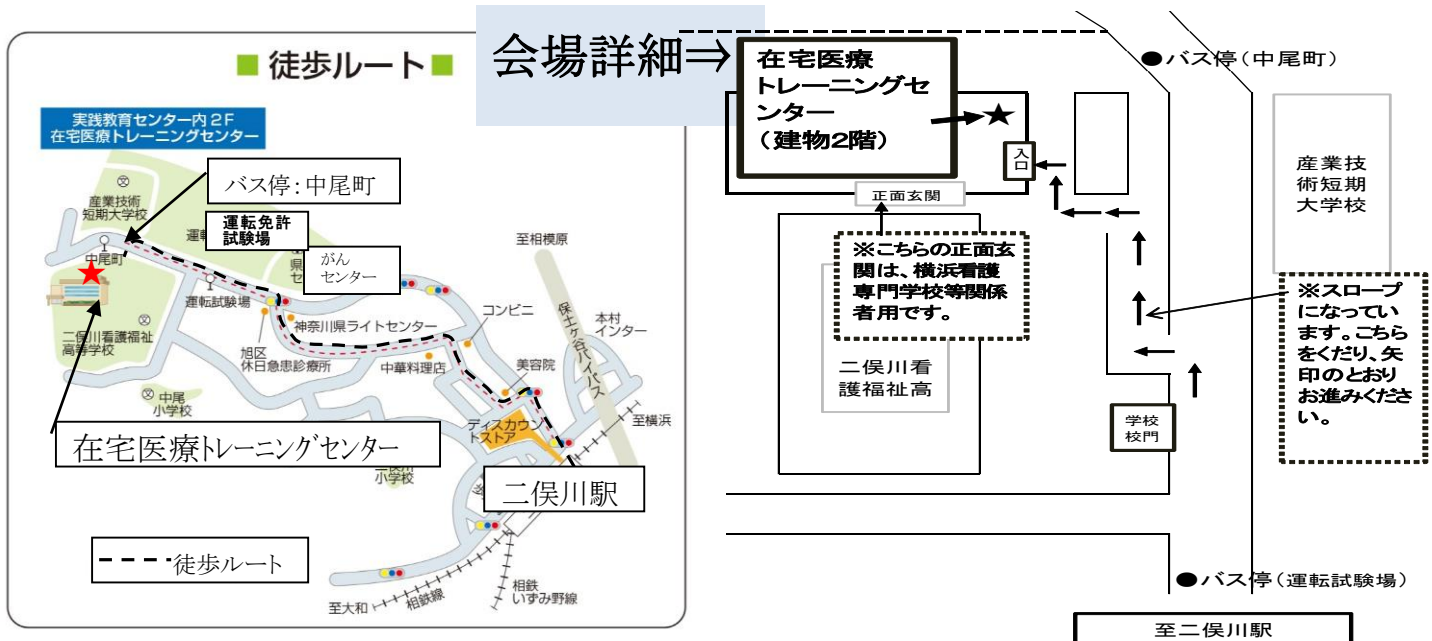 ■ 徒歩ルート ■
実践教育センター内2F
在宅医療トレーニングセンター
バス停：中尾町
産業技術
短期大学校
運転免許
試験場
運
がん
センター
県
セ
至相模原
中尾町
運転試験場
コンビニ
保土ヶ谷バイパス
本村
インター
神奈川県ライトセンター
二俣川看護福祉
高等学校
旭区
休日急患診療所
中華料理店
美容院
中尾
小学校
至横浜
ディスカウン
トストア
在宅医療トレーニングセンター
小学校
二俣川駅
徒歩ルート
至大和
相鉄線
相鉄
いずみ野線
会場詳細⇒
在宅医療
トレーニングセ
ンター
（建物2階）
●バス停（中尾町）
入口
正面玄関
産業技
術短期
大学校
※こちらの正面玄
関は、横浜看護
専門学校等関係
者用です。
二俣川看
護福祉高
※スロープ
になってい
ます。こちら
をくだり、矢
印のとおり
お進みくださ
い。
学校
校門
●バス停（運転試験場）
至二俣川駅